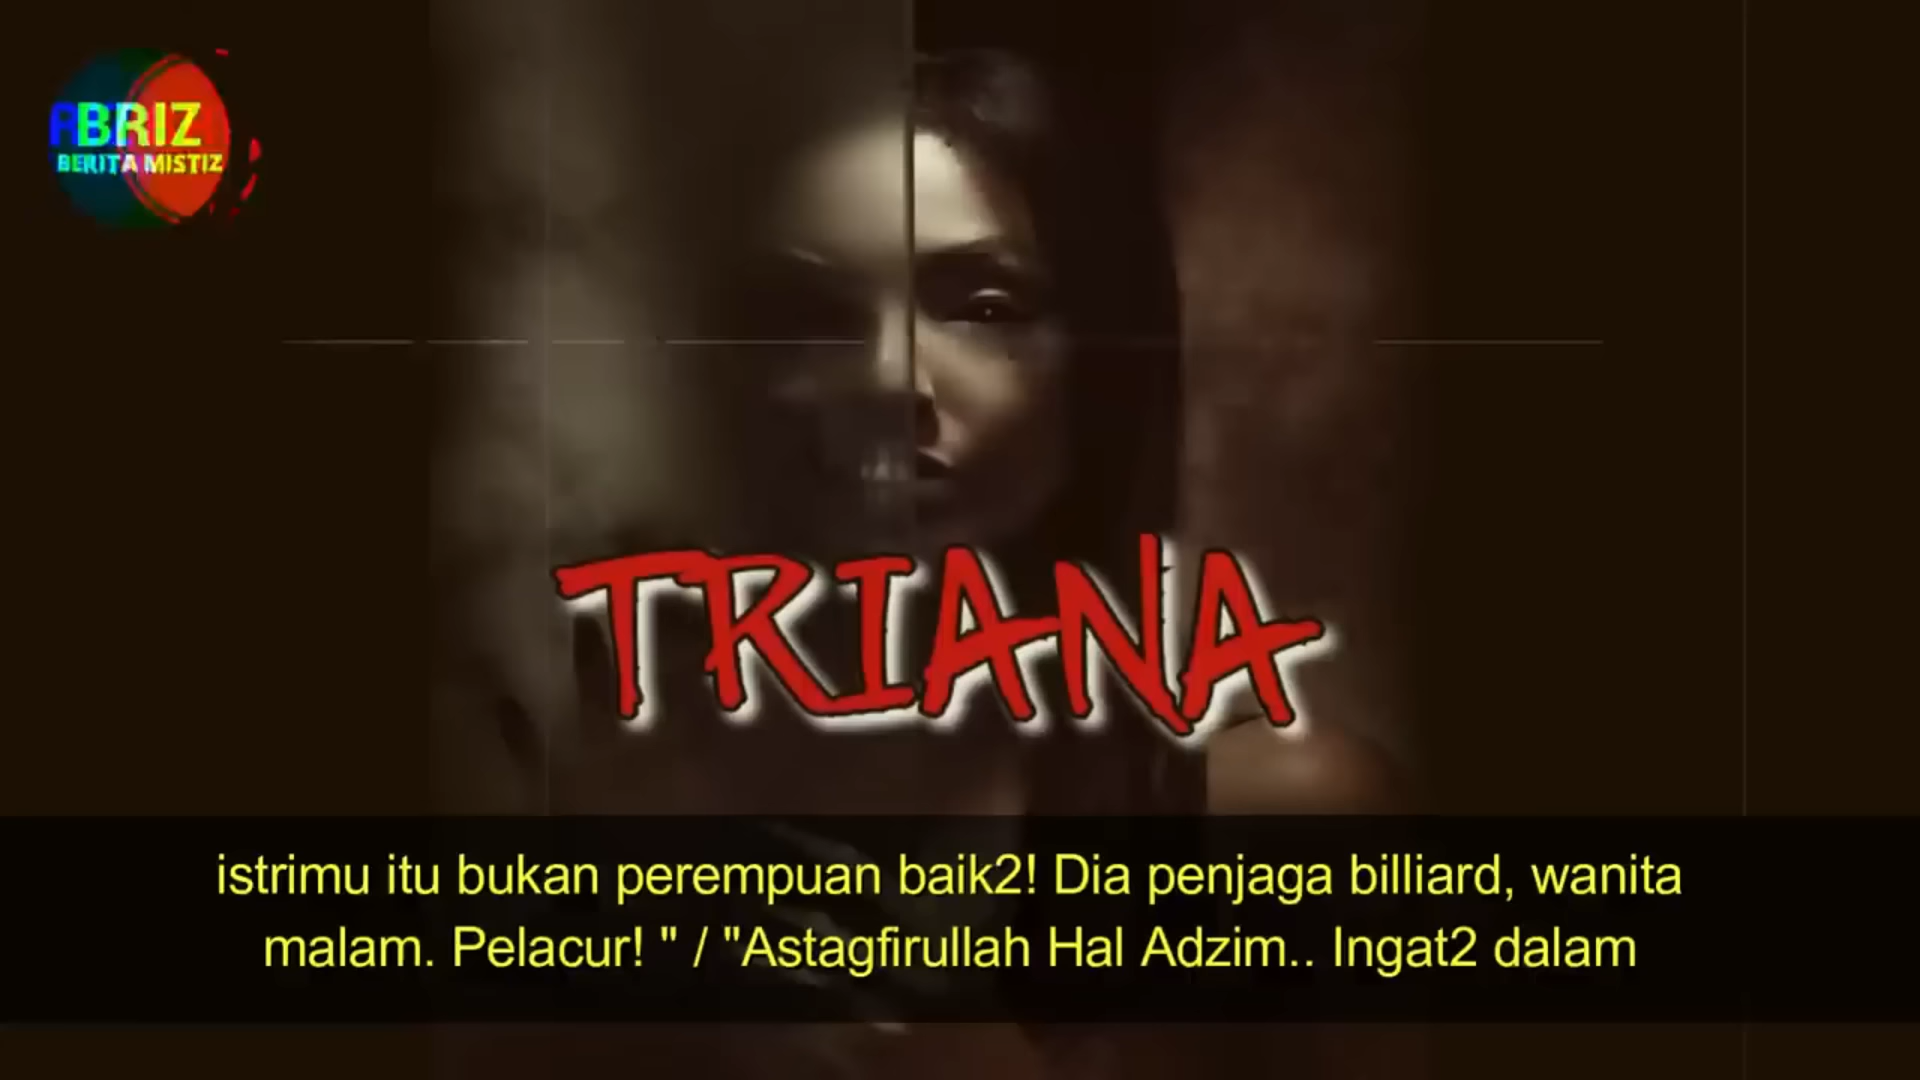 ABRIZ
BERITA MISTIZ
TRIANA
istrimu itu bukan perempuan baik2! Dia penjaga billiard, wanita
malam. Pelacur! " / "Astagfirullah Hal Adzim.. Ingat2 dalam